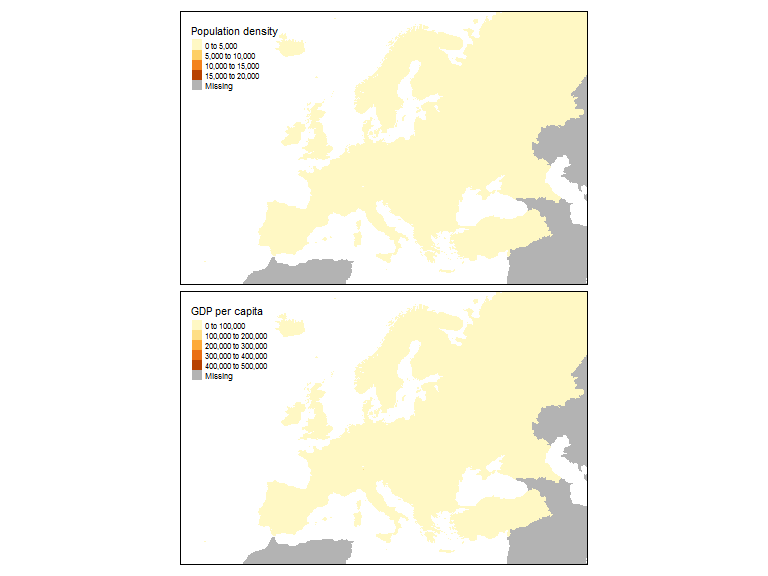 Population density
0 to 5,000
5,000 to 10,000
10,000 to 15,000
15,000 to 20,000
Missing
GDP per capita
0 to 100,000
100,000 to 200,000
200,000 to 300,000
300,000 to 400,000
400,000 to 500,000
Missing